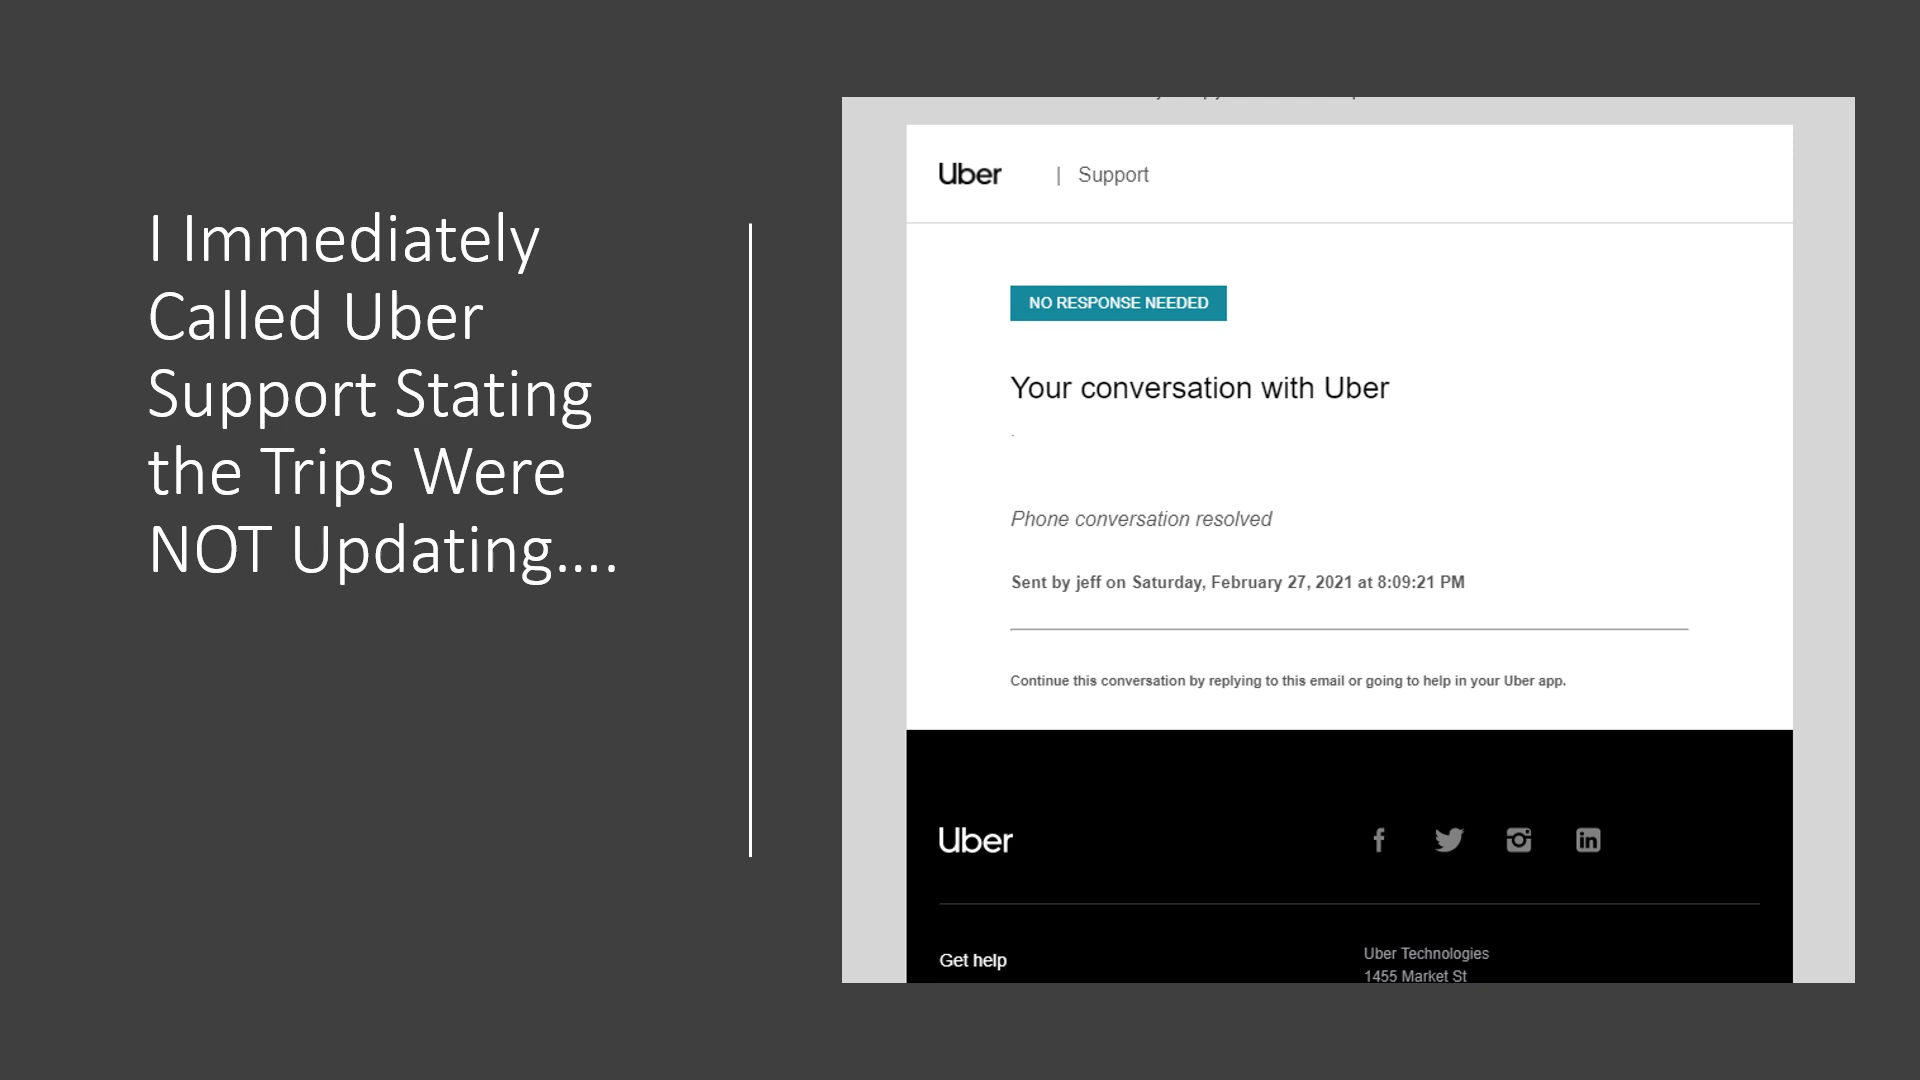 I Immediately
Called Uber
Support Stating
the Trips Were
NOT Updating....
Uber | Support
NO RESPONSE NEEDED
Your conversation with Uber
Phone conversation resolved
Sent by jeff on Saturday, February 27, 2021 at 8:09:21 PM
Continue this conversation by replying to this email or going to help in your Uber app.
Uber
Get help
Uber Technologies
1455 Market St